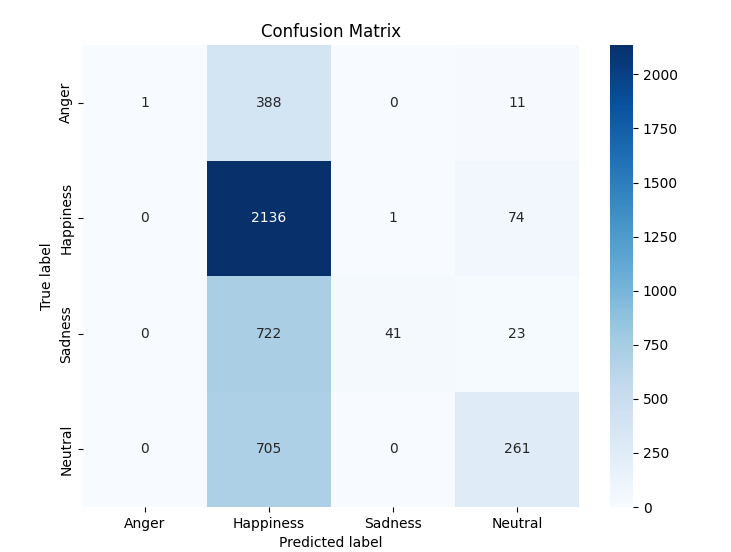 Confusion Matrix
True label
Anger
1 388 0 11
Happiness
0 2136 1 74
Sadness
0 722 41 23
Neutral
0 705 0 261
Anger Happiness Sadness Neutral
Predicted label
2000
1750
1500
1250
1000
750
500
250
0